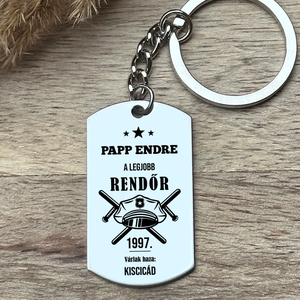 PAPP ENDRE
A LEGJOBB
RENDŐR
1997.
Várlak haza:
KISCICÁD